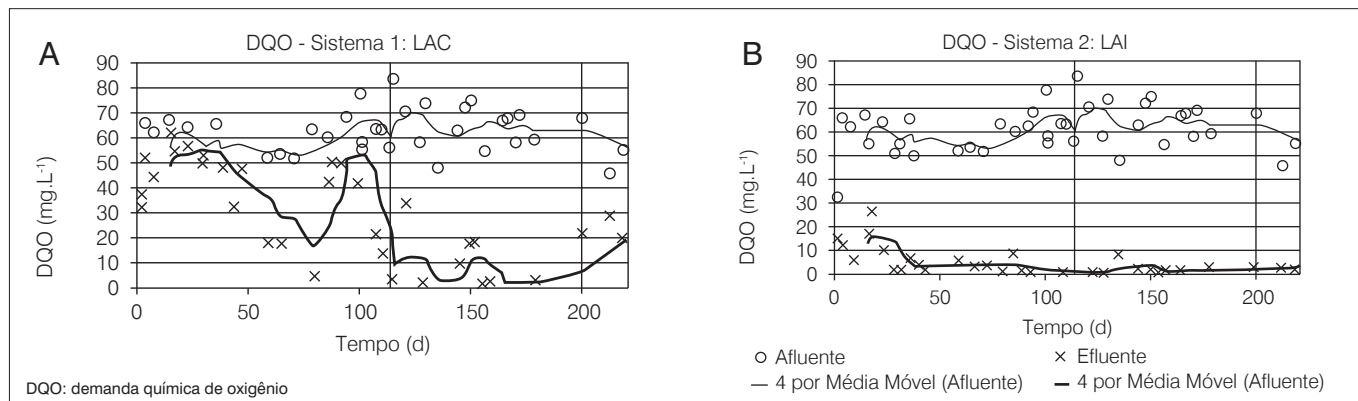 A
DQO - Sistema 1: LAC
90
80
70
60
50
40
30
20
10
0
DQO (mg.L-1)
0 50 100 150 200
Tempo (d)
DQO: demanda química de oxigênio
B
DQO - Sistema 2: LAI
90
80
70
60
50
40
30
20
10
0
DQO (mg.L-1)
0 50 100 150 200
Tempo (d)
Afluente
Efluente
4 por Média Móvel (Afluente)
4 por Média Móvel (Afluente)